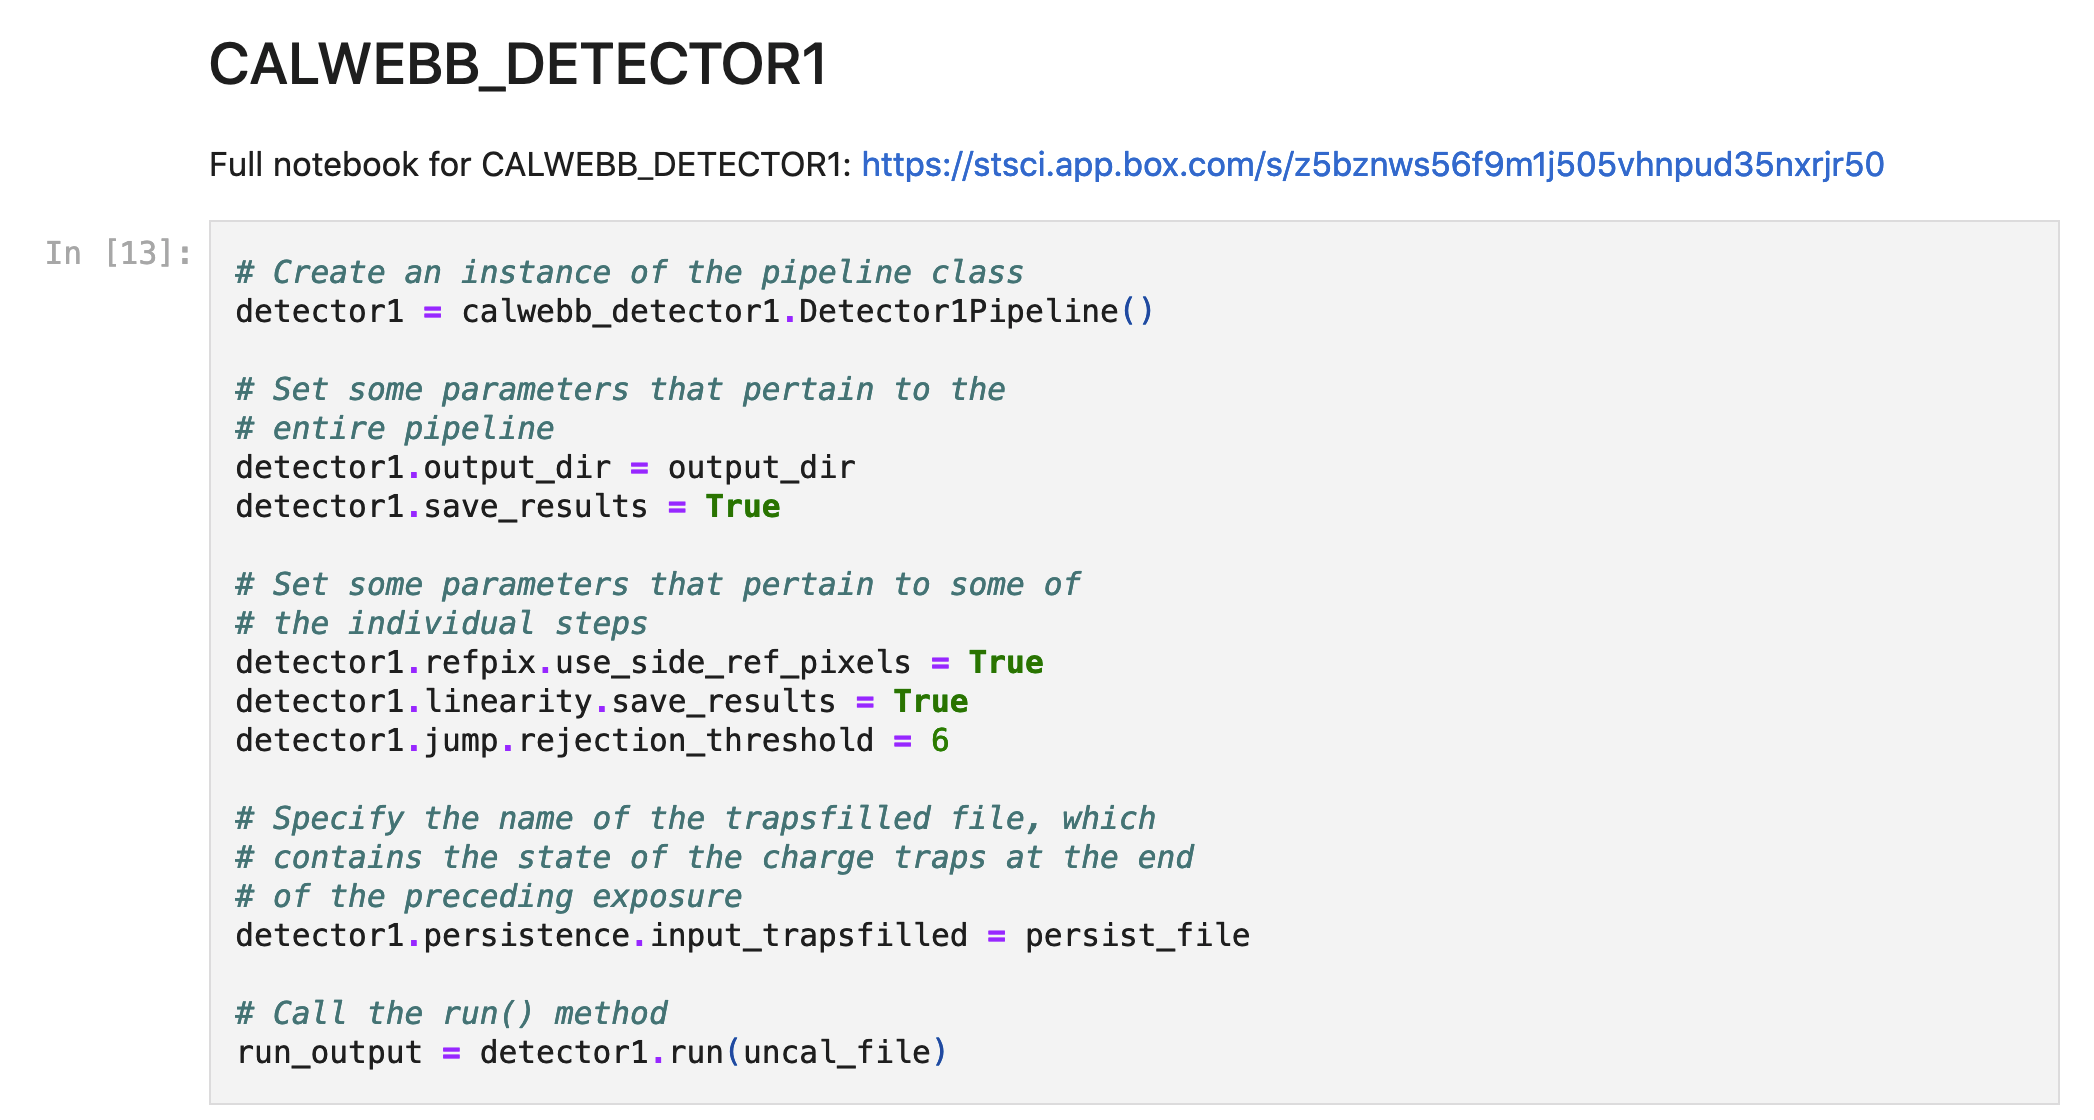 CALWEBB_DETECTOR1
Full notebook for CALWEBB_DETECTOR1: https://stsci.app.box.com/s/z5bznws56f9m1j505vhnpud35nxrjr50
In [13]:
# Create an instance of the pipeline class
detector1 = calwebb_detector1.Detector1Pipeline()
# Set some parameters that pertain to the
# entire pipeline
detector1.output_dir = output_dir
detector1.save_results = True
# Set some parameters that pertain to some of
# the individual steps
detector1.refpix.use_side_ref_pixels = True
detector1.linearity.save_results = True
detector1.jump.rejection_threshold = 6
# Specify the name of the trapsfilled file, which
# contains the state of the charge traps at the end
# of the preceding exposure
detector1.persistence.input_trapsfilled = persist_file
# Call the run() method
run_output = detector1.run(uncal_file)